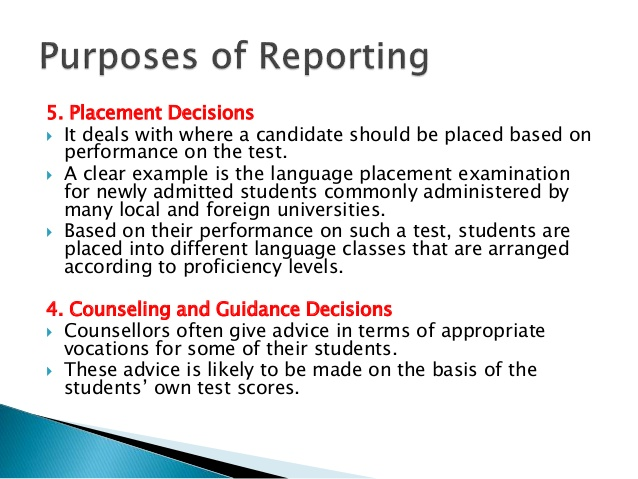 Purposes of Reporting
5. Placement Decisions
It deals with where a candidate should be placed based on
performance on the test.
A clear example is the language placement examination
for newly admitted students commonly administered by
many local and foreign universities.
Based on their performance on such a test, students are
placed into different language classes that are arranged
according to proficiency levels.
4. Counseling and Guidance Decisions
Counsellors often give advice in terms of appropriate
vocations for some of their students.
These advice is likely to be made on the basis of the
students’ own test scores.